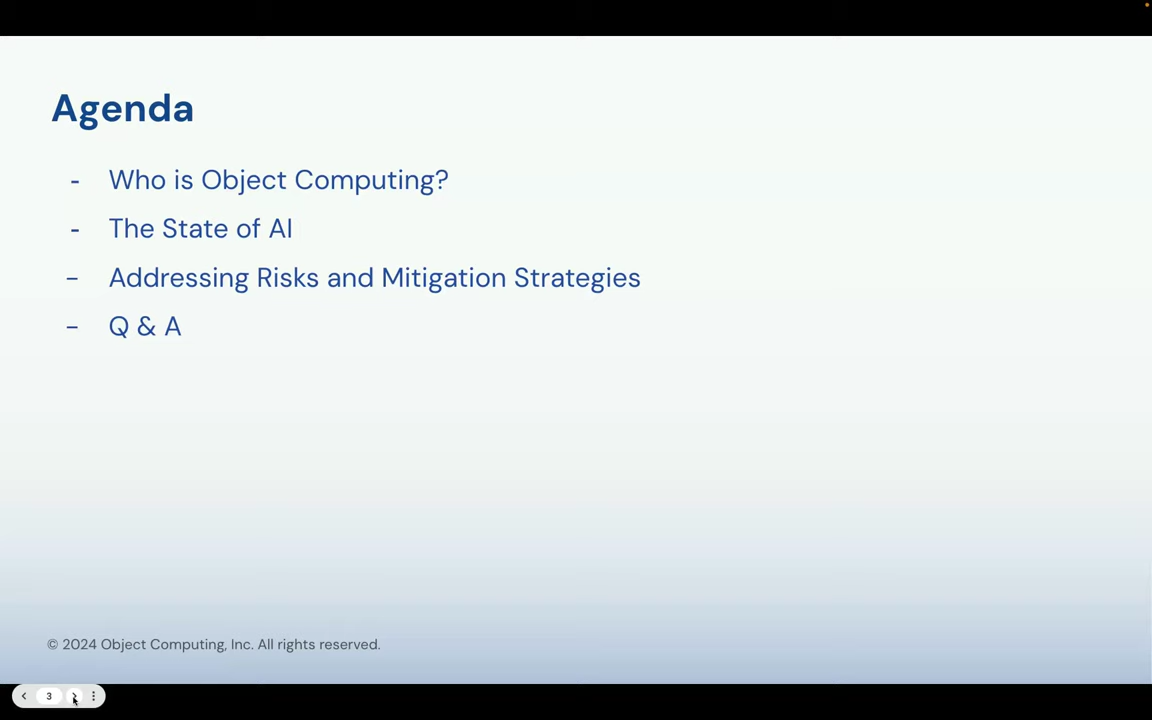 Agenda
- Who is Object Computing?
- The State of AI
- Addressing Risks and Mitigation Strategies
- Q & A
© 2024 Object Computing, Inc. All rights reserved.
3